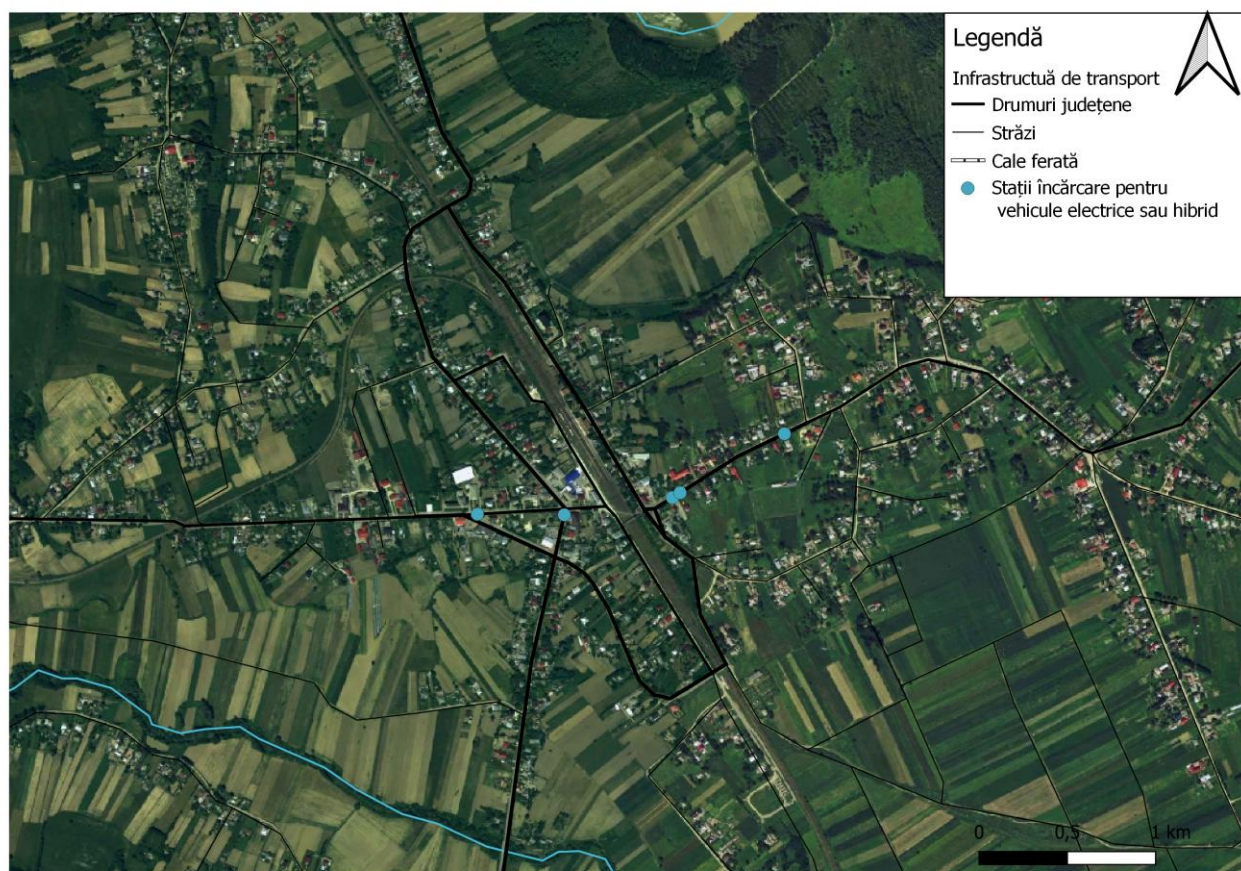 Legendă
Infrastructuă de transport
Drumuri județene
Străzi
Cale ferată
Stații încărcare pentru
vehicule electrice sau hibrid
0 0,5 1 km